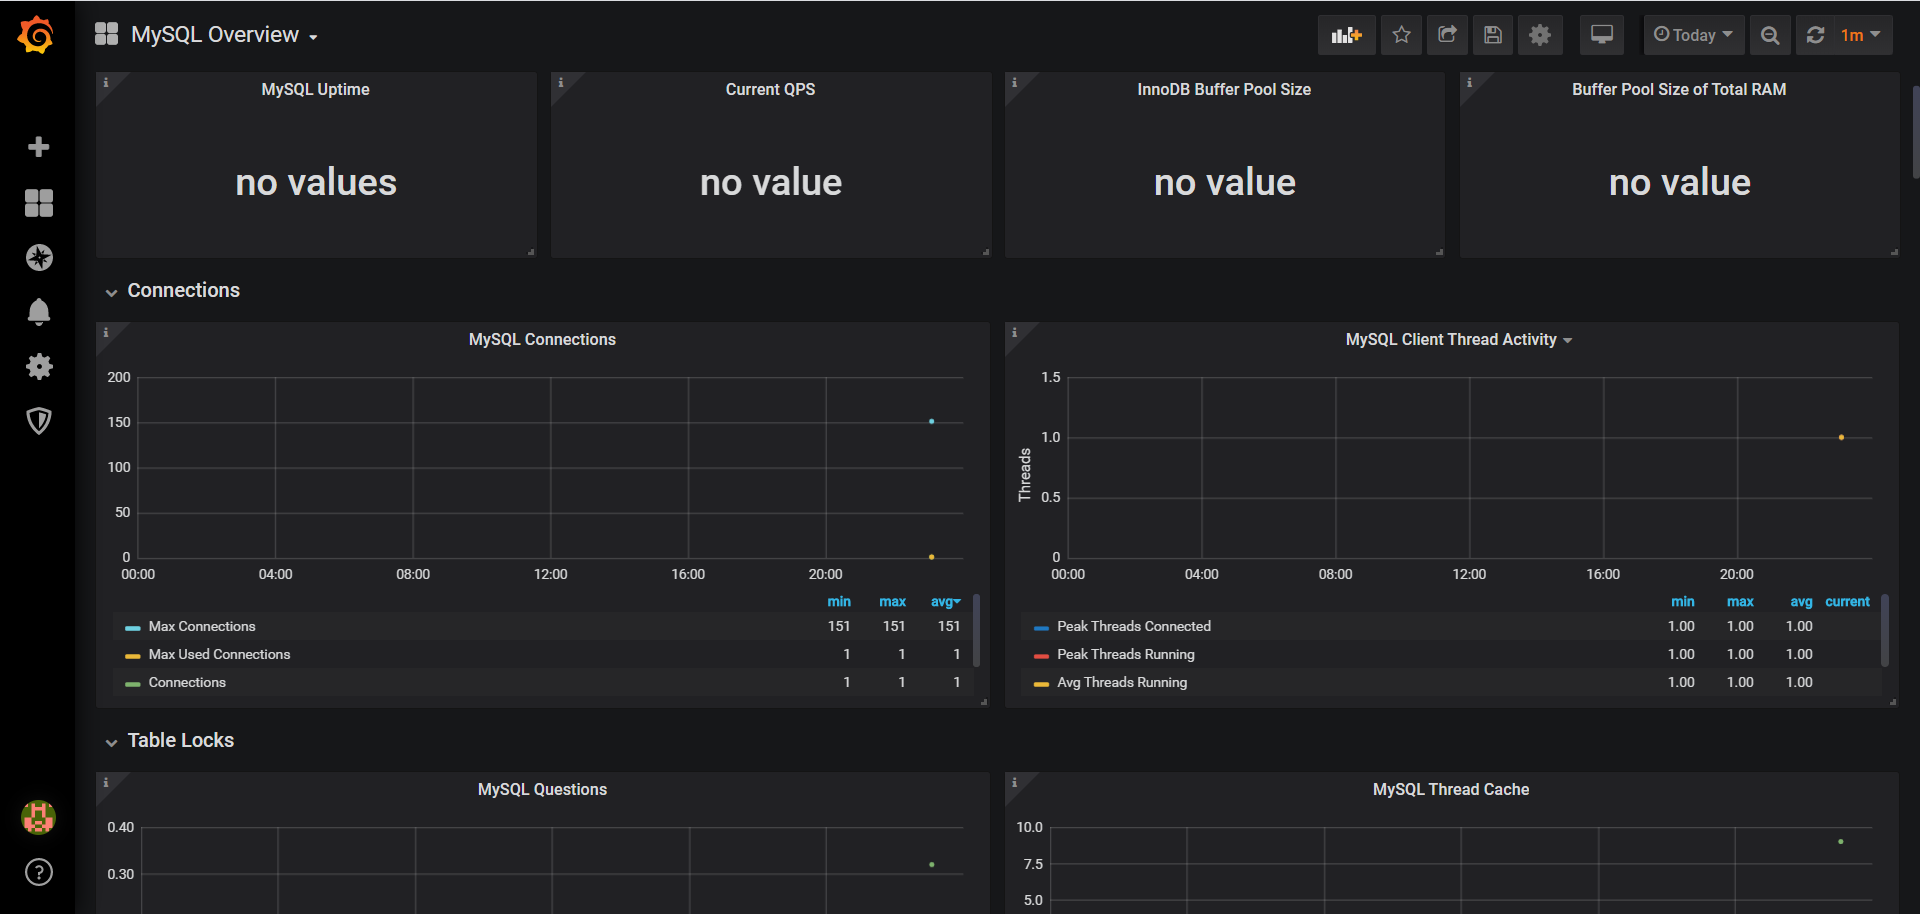 MySQL Overview
Today
1m
MySQL Uptime
no values
Current QPS
no value
InnoDB Buffer Pool Size
no value
Buffer Pool Size of Total RAM
no value
Connections
MySQL Connections
200
150
100
50
0
00:00 04:00 08:00 12:00 16:00 20:00
min max avg
Max Connections 151 151 151
Max Used Connections 1 1 1
Connections 1 1 1
MySQL Client Thread Activity
Threads
1.5
1.0
0.5
0
00:00 04:00 08:00 12:00 16:00 20:00
min max avg current
Peak Threads Connected 1.00 1.00 1.00
Peak Threads Running 1.00 1.00 1.00
Avg Threads Running 1.00 1.00 1.00
Table Locks
MySQL Questions
0.40
0.30
MySQL Thread Cache
10.0
7.5
5.0